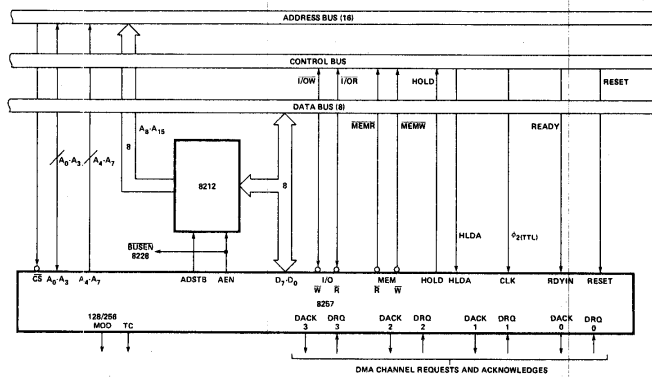 ADDRESS BUS (16)
CONTROL BUS
I/OW I/OR HOLD RESET
DATA BUS (8)
A8-A15
MEMR MEMW READY
8
A0-A3 A4-A7
8212
8
HLDA φ2(TTL)
BUSEN
8228
CS A0-A3 A4-A7 ADSTB AEN D7-D0 I/O MEM HOLD HLDA CLK RDYIN RESET
W R R W
8257
128/256 DACK DRQ DACK DRQ DACK DRQ DACK DRQ
MOD TC 3 3 2 2 1 1 0 0
DMA CHANNEL REQUESTS AND ACKNOWLEDGES